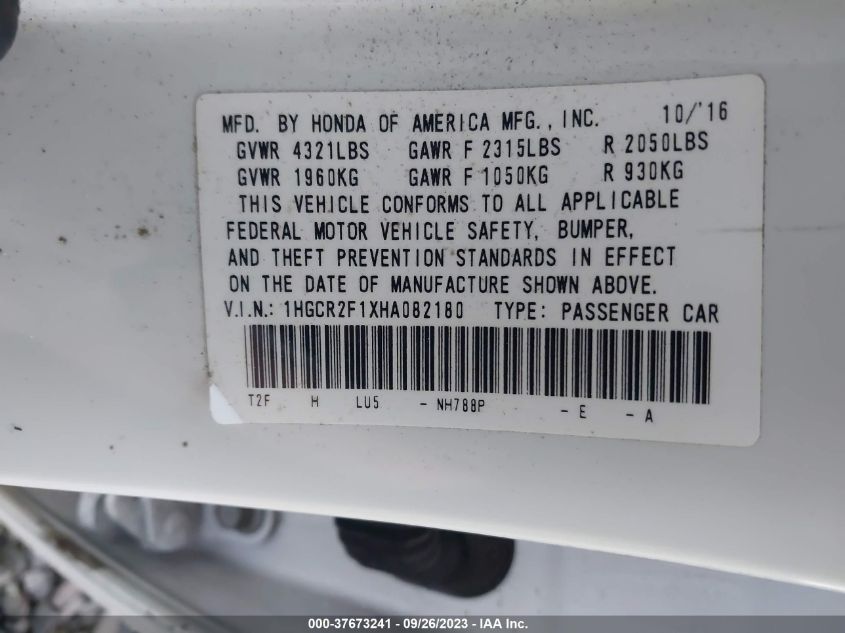 MFD. BY HONDA OF AMERICA MFG., INC. 10/'16
GVWR 4321LBS GAWR F 2315LBS R 2050LBS
GVWR 1960KG GAWR F 1050KG R 930KG
THIS VEHICLE CONFORMS TO ALL APPLICABLE
FEDERAL MOTOR VEHICLE SAFETY, BUMPER,
AND THEFT PREVENTION STANDARDS IN EFFECT
ON THE DATE OF MANUFACTURE SHOWN ABOVE.
V.I.N.: 1HGCR2F1XHA082180 TYPE: PASSENGER CAR
T2F H LU5 - NH788P - E - A
000-37673241 - 09/26/2023 - IAA Inc.